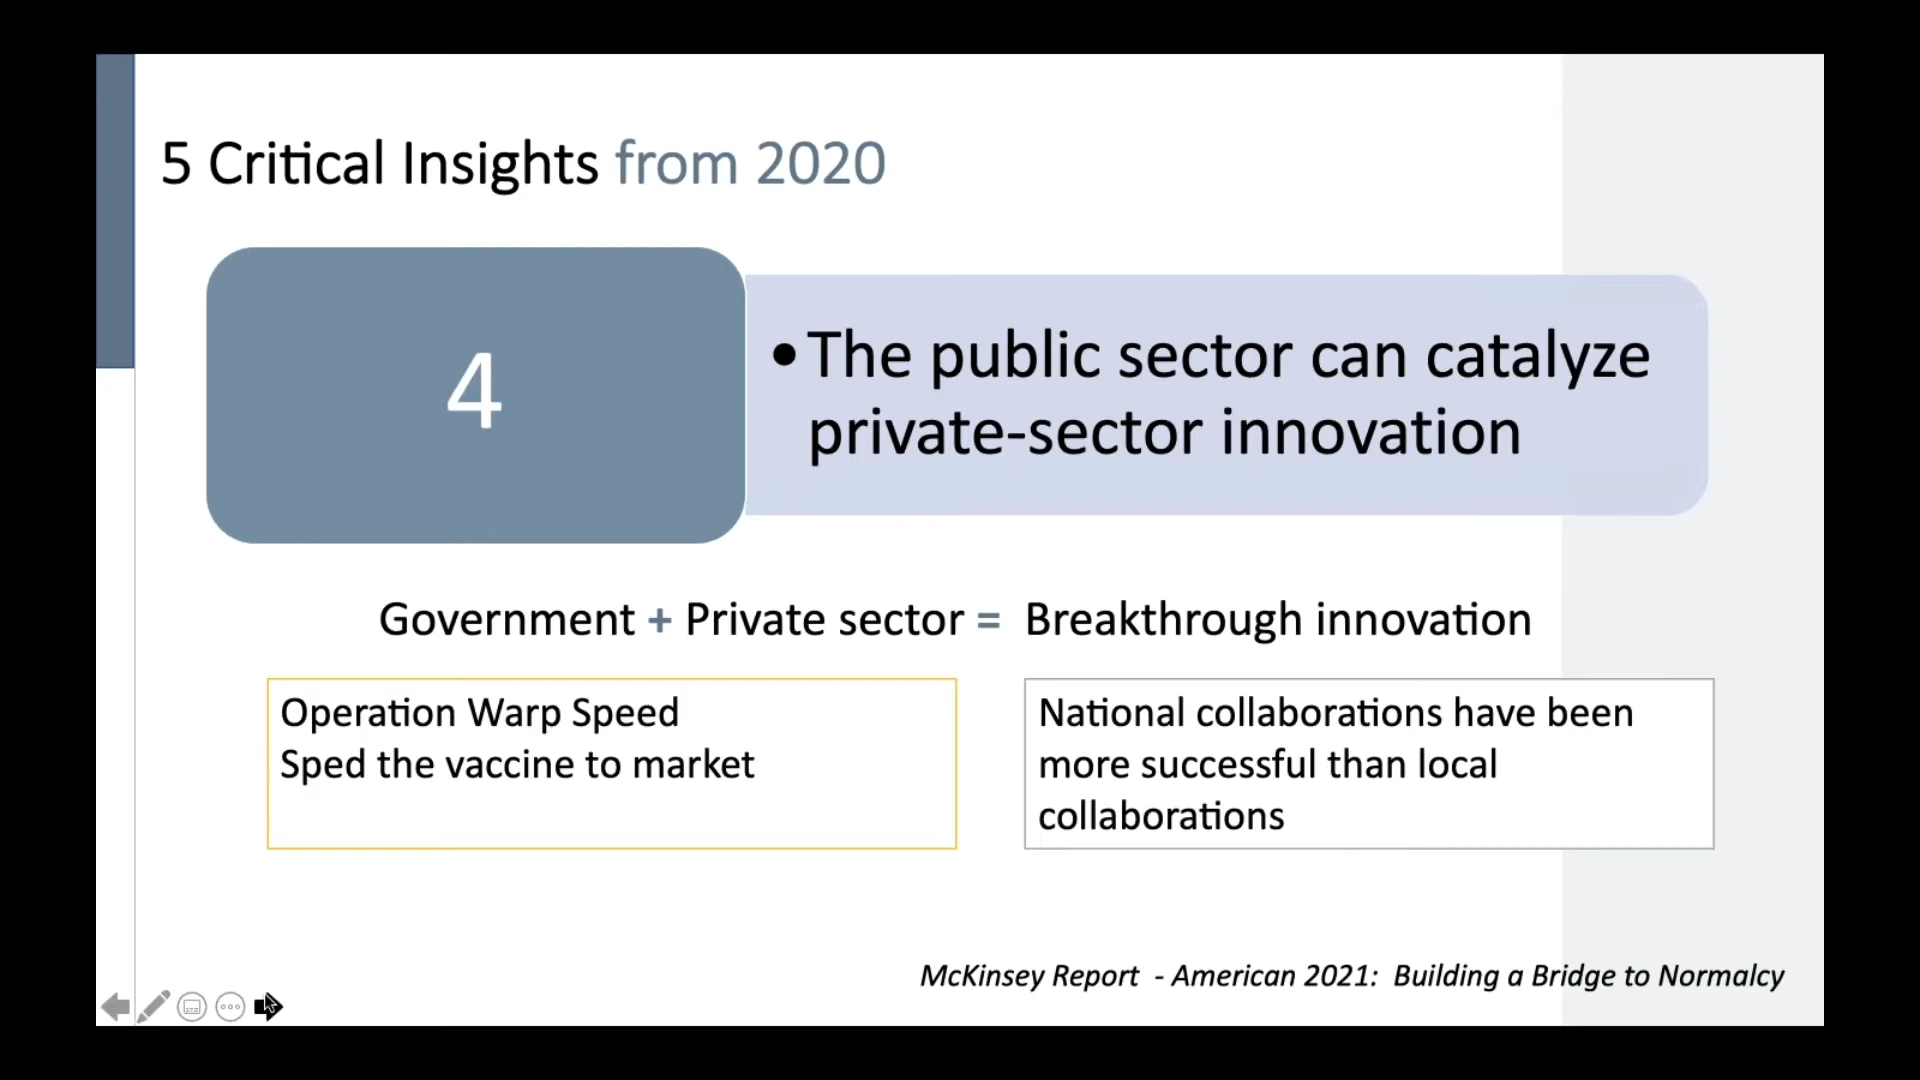 5 Critical Insights from 2020
4
•The public sector can catalyze
private-sector innovation
Government + Private sector = Breakthrough innovation
Operation Warp Speed
Sped the vaccine to market
National collaborations have been
more successful than local
collaborations
McKinsey Report - American 2021: Building a Bridge to Normalcy